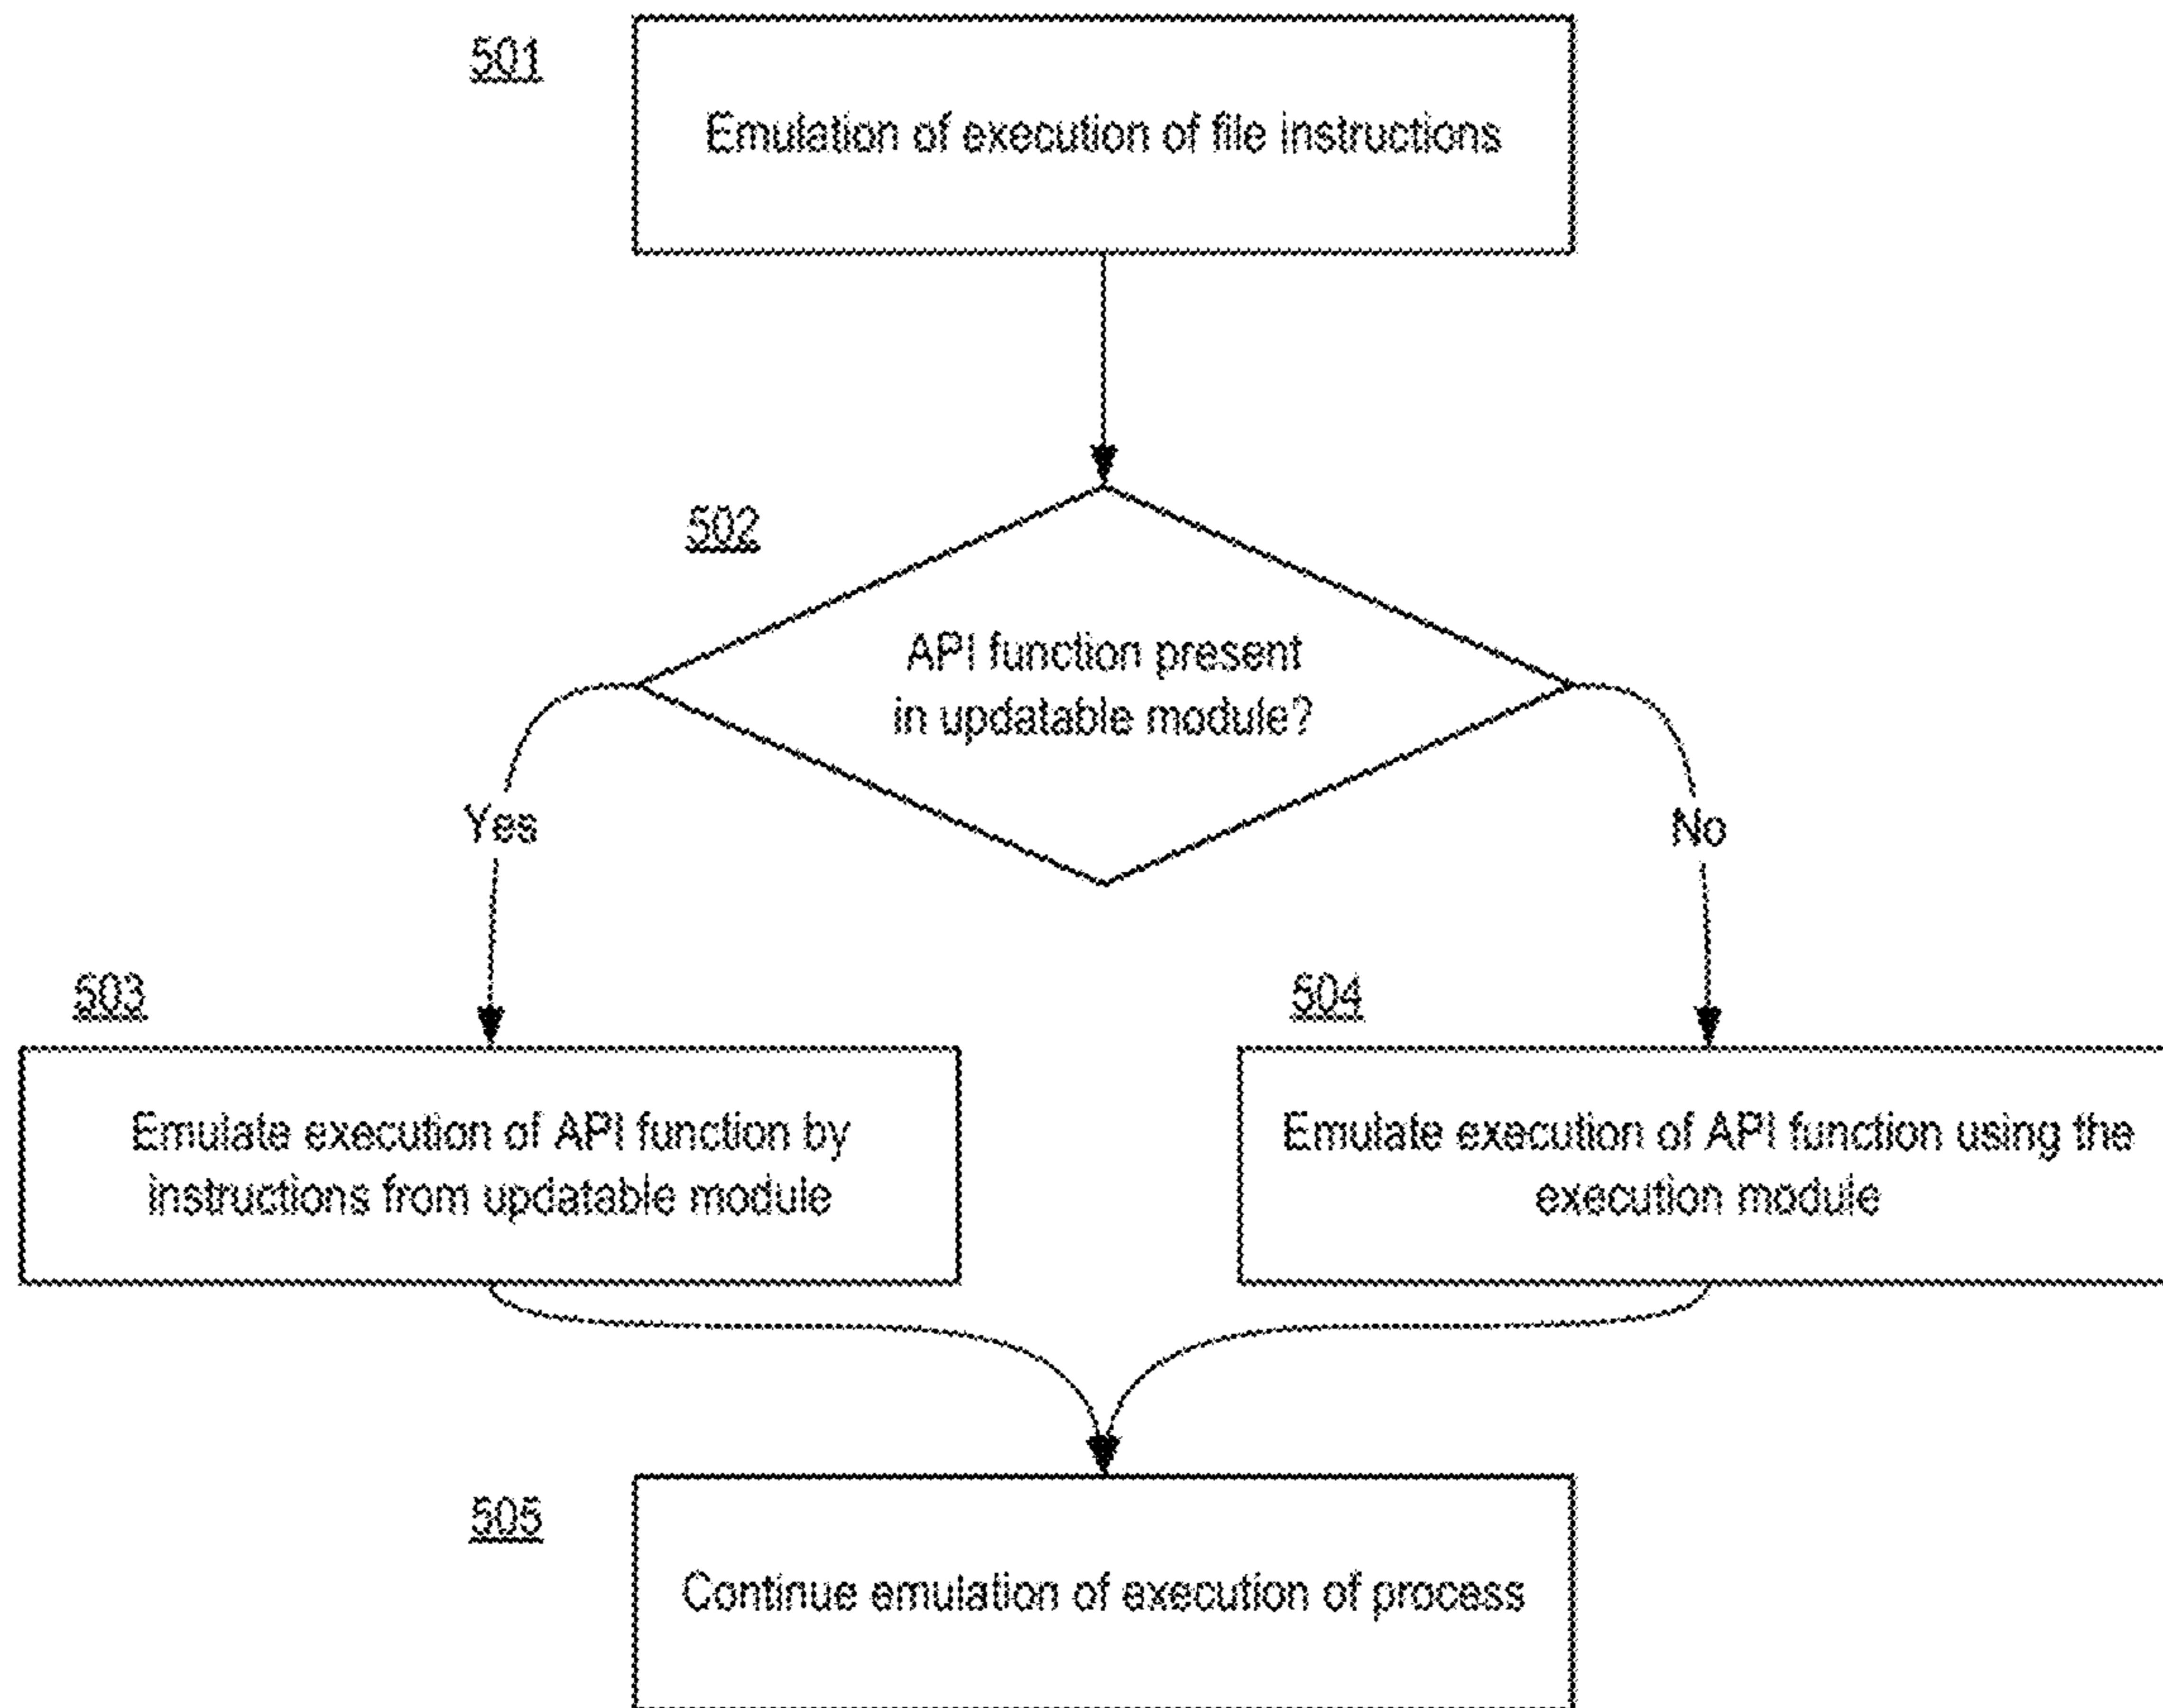 501
Emulation of execution of file instructions
502
API function present
in updatable module?
Yes
No
503
504
Emulate execution of API function by
instructions from updatable module
Emulate execution of API function using the
execution module
505
Continue emulation of execution of process